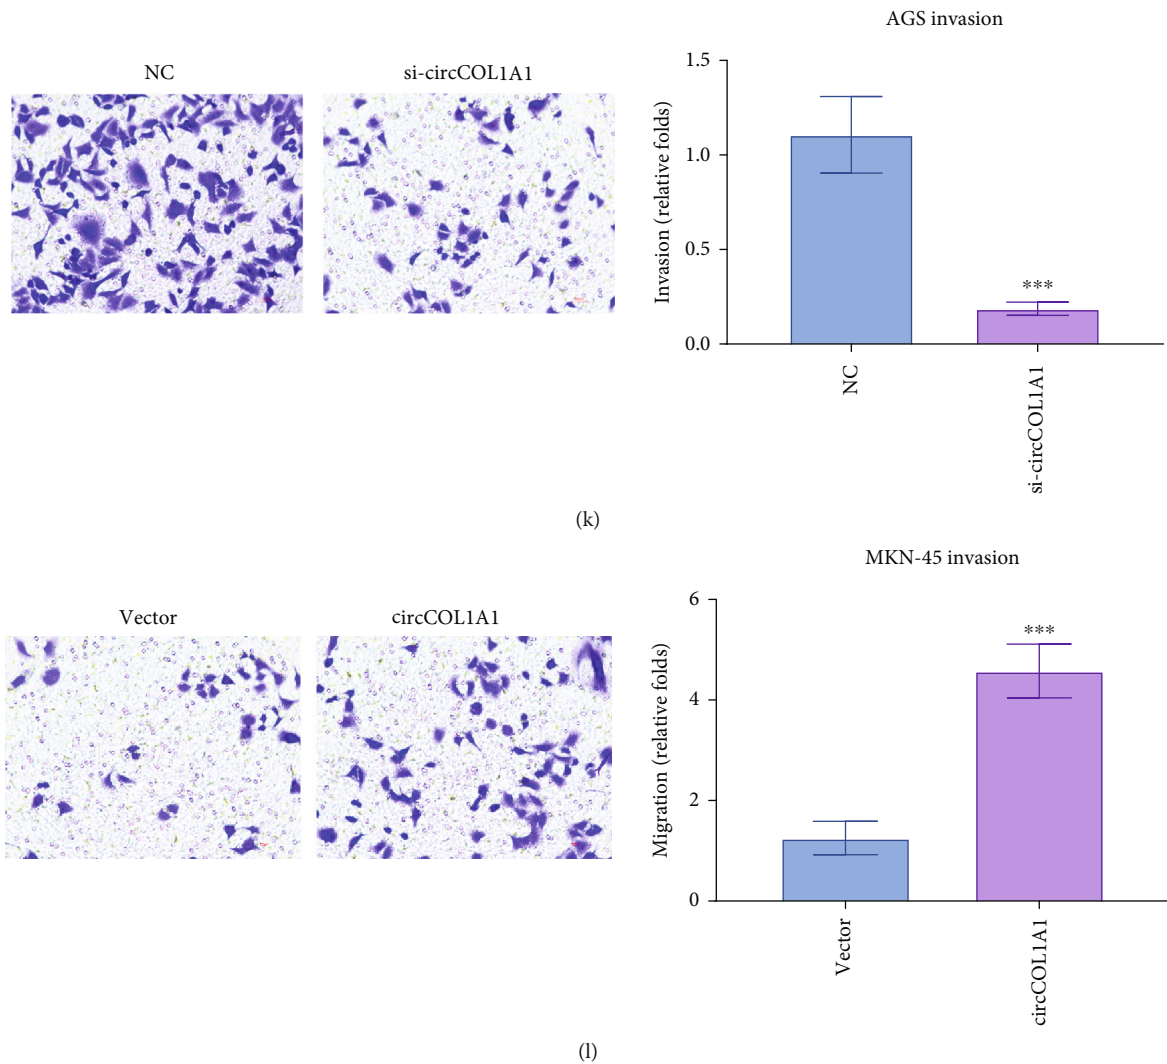 AGS invasion
NC
si-circCOL1A1
1.5
1.0
0.5
0.0
Invasion (relative folds)
***
NC
si-circCOL1A1
(k)
MKN-45 invasion
Vector
circCOL1A1
6
4
2
0
Migration (relative folds)
***
Vector
circCOL1A1
(l)